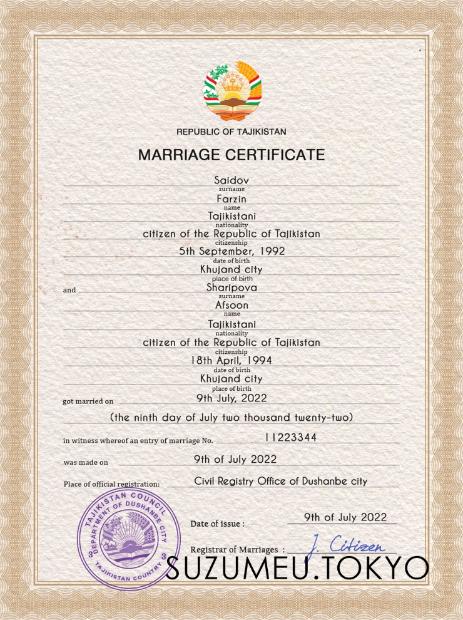 REPUBLIC OF TAJIKISTAN
MARRIAGE CERTIFICATE
Saidov
surname
Farzin
name
Tajikistani
nationality
citizen of the Republic of Tajikistan
citizenship
5th September, 1992
date of birth
Khujand city
place of birth
and Sharipova
surname
Afsoon
name
Tajikistani
nationality
citizen of the Republic of Tajikistan
citizenship
18th April, 1994
date of birth
Khujand city
place of birth
got married on 9th July, 2022
(the ninth day of July two thousand twenty-two)
in witness whereof an entry of marriage No. 11223344
was made on 9th of July 2022
Place of official registration: Civil Registry Office of Dushanbe city
TAJIKISTAN COUNCIL
DEPARTMENT OF DUSHANBE CITY
3 3
TAJIKISTAN COUNTRY
Date of issue : 9th of July 2022
Registrar of Marriages : J. Citizen
SUZUMEU.TOKYO